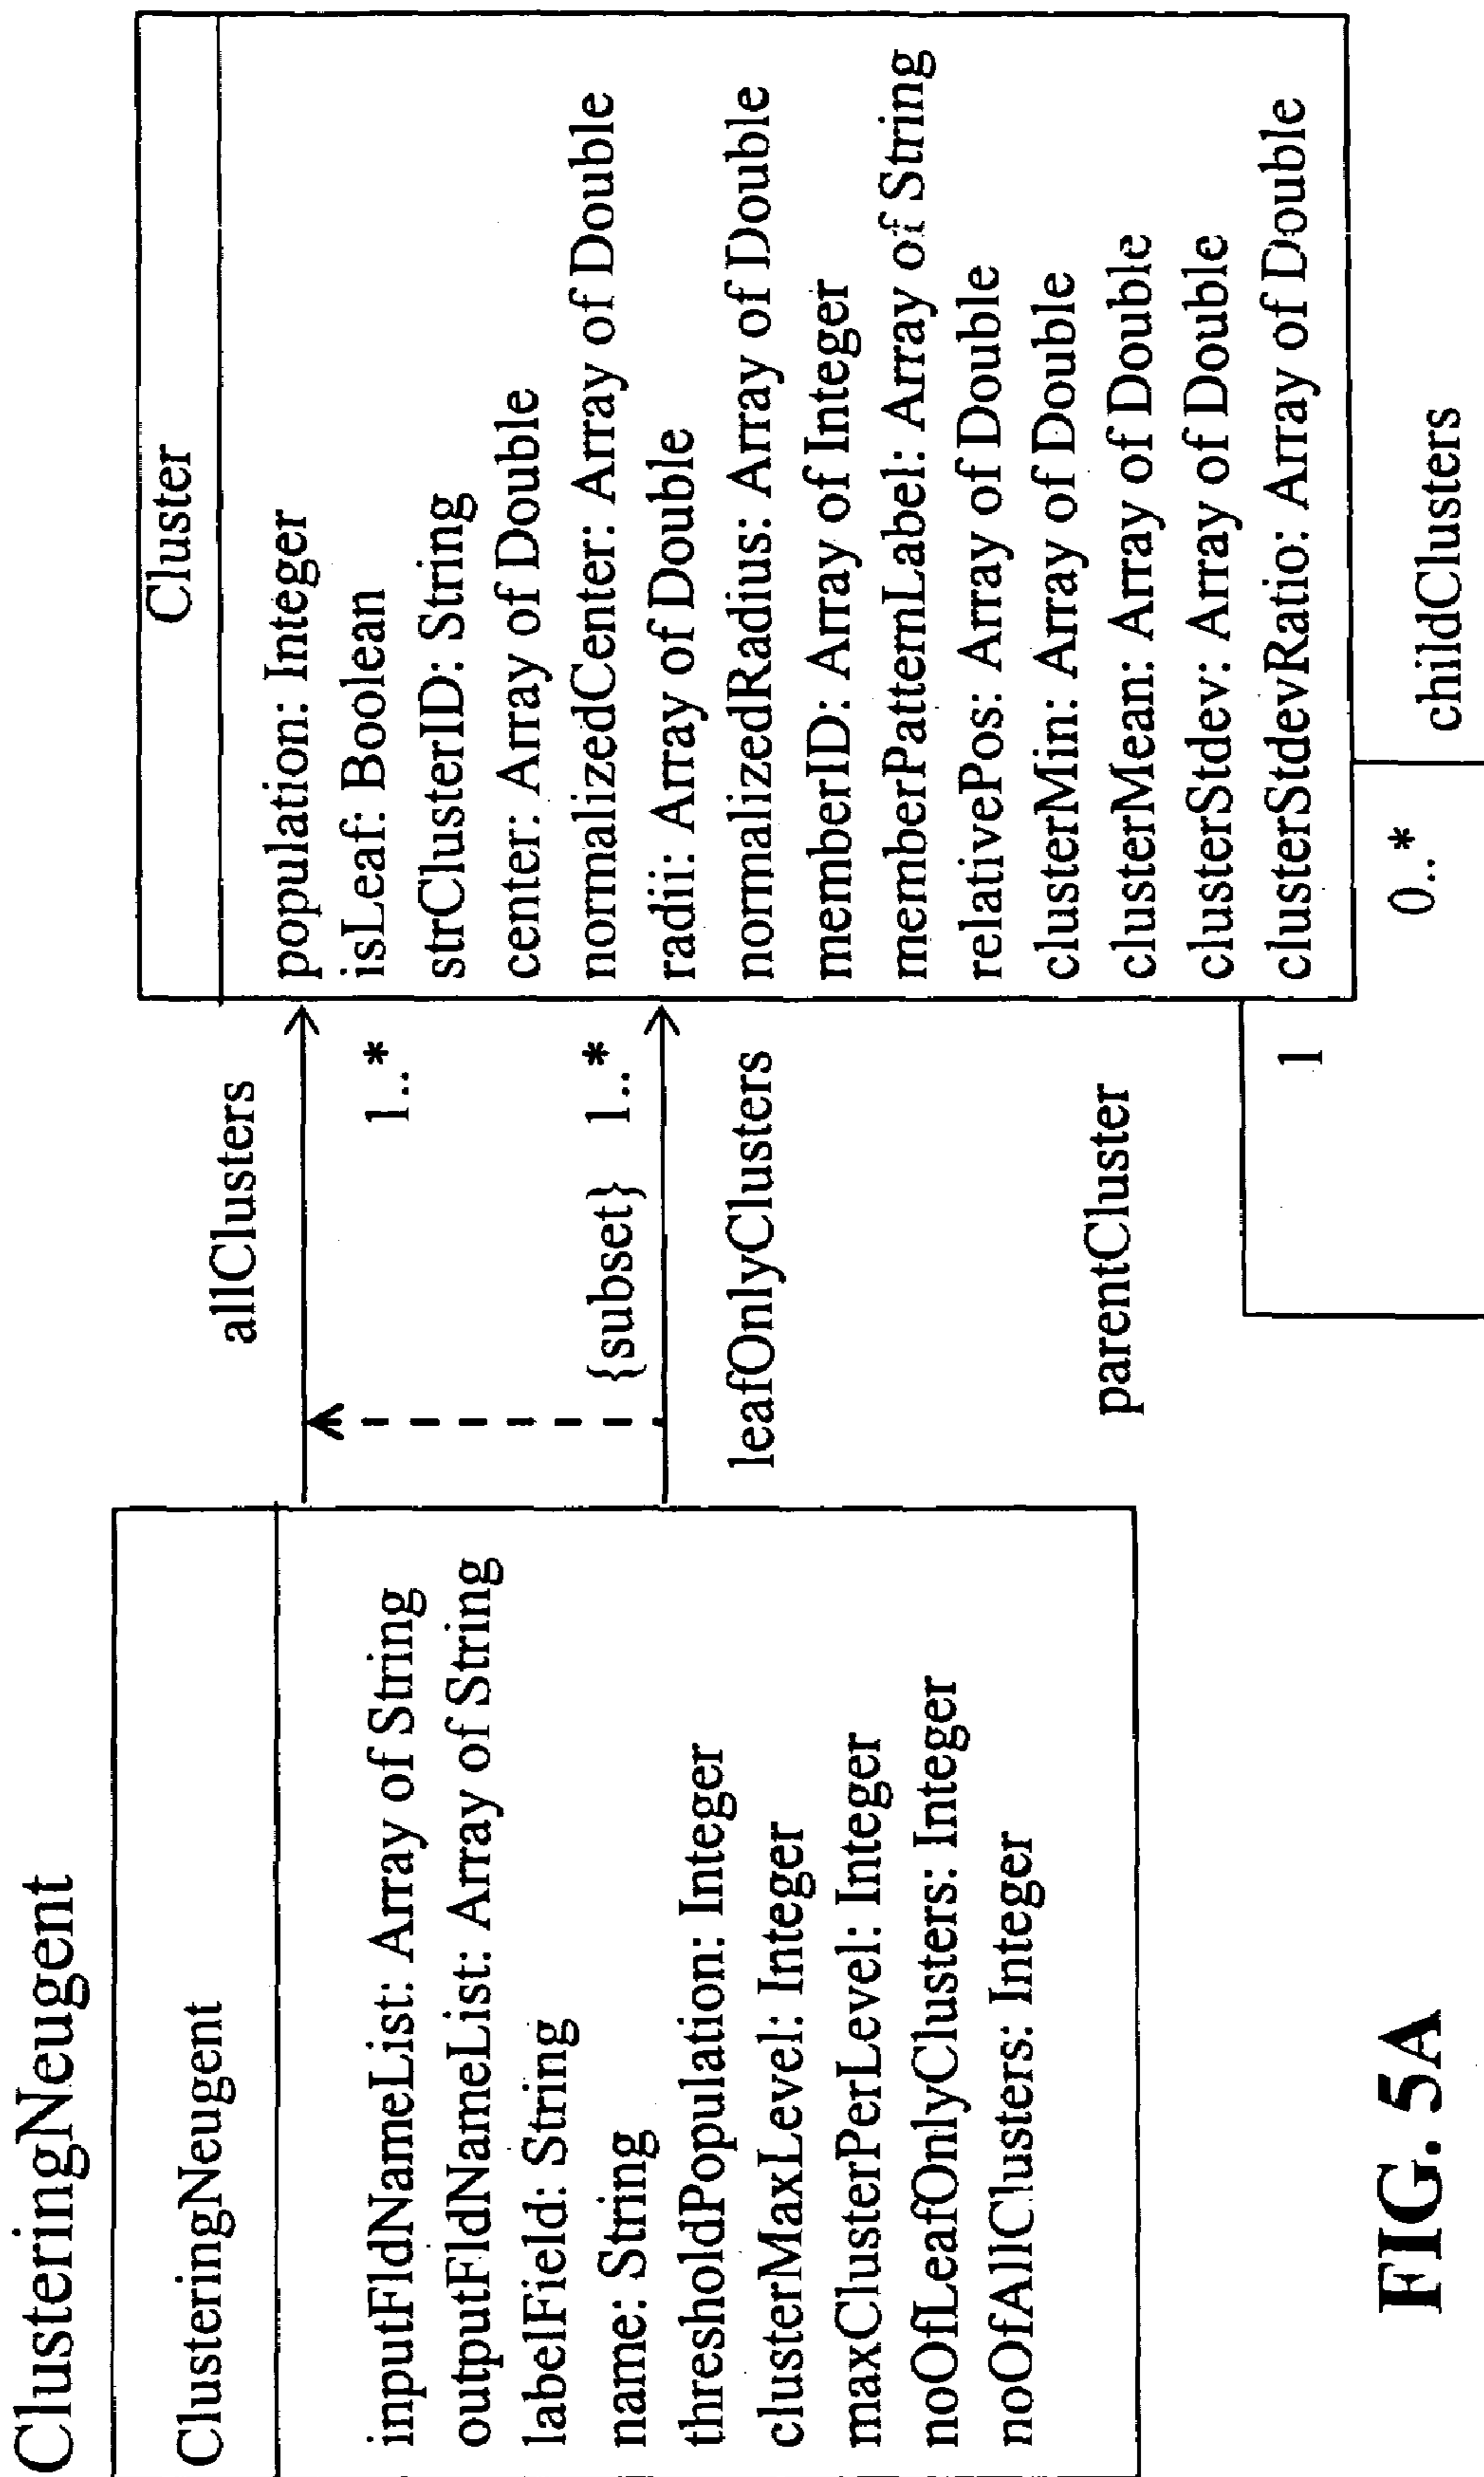 ClusteringNeugent
ClusteringNeugent
inputFldNameList: Array of String
outputFldNameList: Array of String
labelField: String
name: String
thresholdPopulation: Integer
clusterMaxLevel: Integer
maxClusterPerLevel: Integer
noOfLeafOnlyClusters: Integer
noOfAllClusters: Integer
allClusters
1..*
{subset}
1..*
leafOnlyClusters
parentCluster
1
Cluster
population: Integer
isLeaf: Boolean
strClusterID: String
center: Array of Double
normalizedCenter: Array of Double
radii: Array of Double
normalizedRadius: Array of Double
memberID: Array of Integer
memberPatternLabel: Array of String
relativePos: Array of Double
clusterMin: Array of Double
clusterMean: Array of Double
clusterStdev: Array of Double
clusterStdevRatio: Array of Double
0..*
childClusters
FIG. 5A